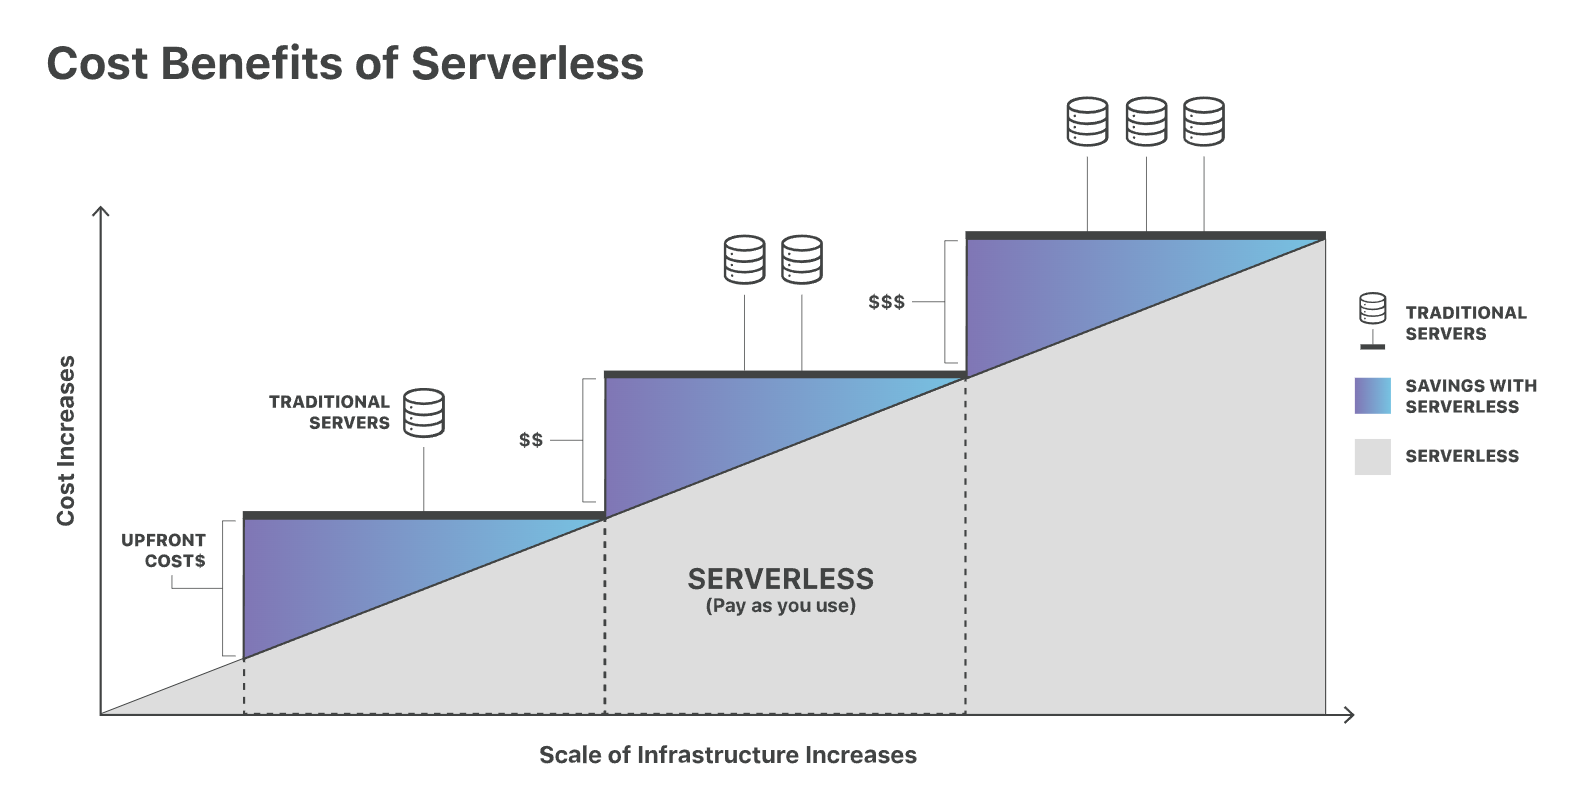 Cost Benefits of Serverless
Cost Increases
UPFRONT
COST$
TRADITIONAL
SERVERS
$$
$$$
SERVERLESS
(Pay as you use)
Scale of Infrastructure Increases
TRADITIONAL
SERVERS
SAVINGS WITH
SERVERLESS
SERVERLESS